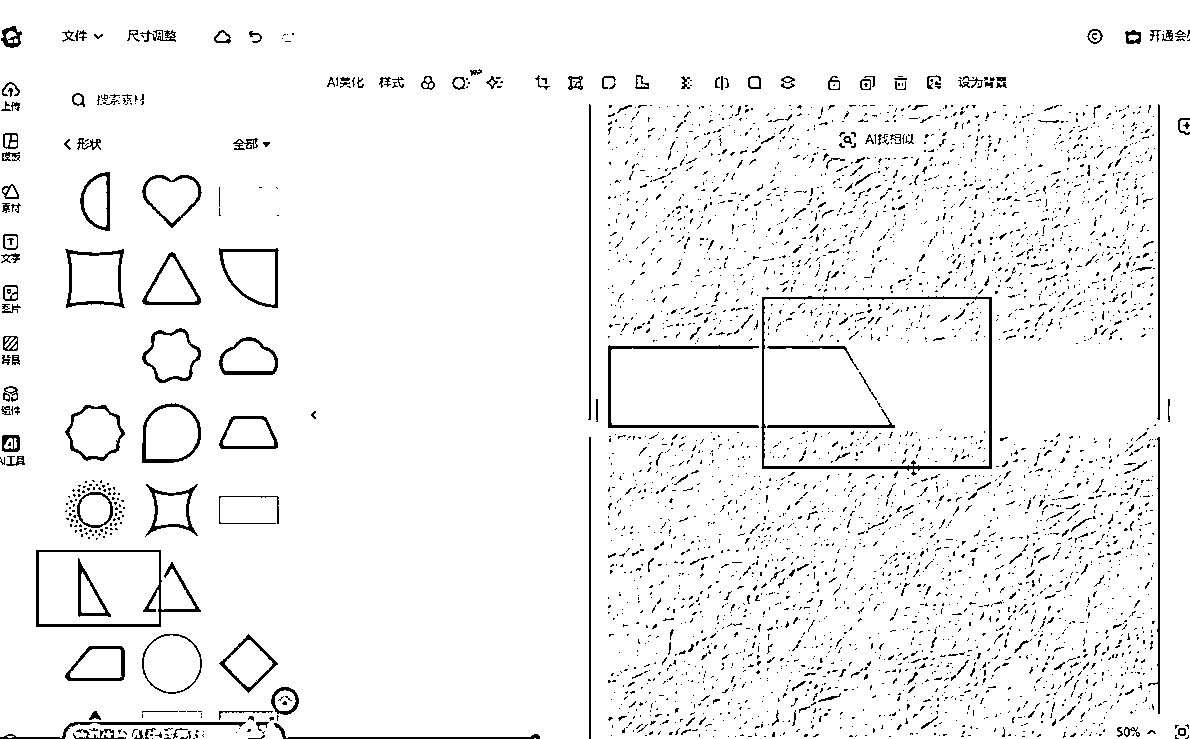 文件
尺寸调整
开通会
AI美化
样式
设为背景
上传
搜索素材
AI找相似
模板
形状
全部
素材
文字
图片
背景
组件
AI工具
50%